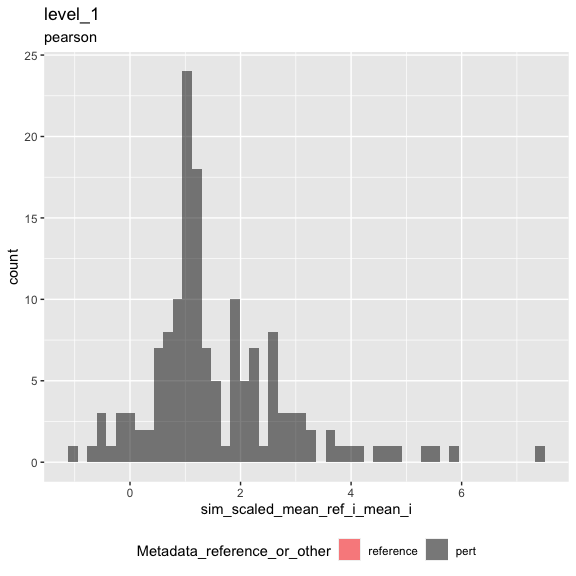 level_1
pearson
25
20
15
10
5
0
count
0 2 4 6
sim_scaled_mean_ref_i_mean_i
Metadata_reference_or_other reference pert